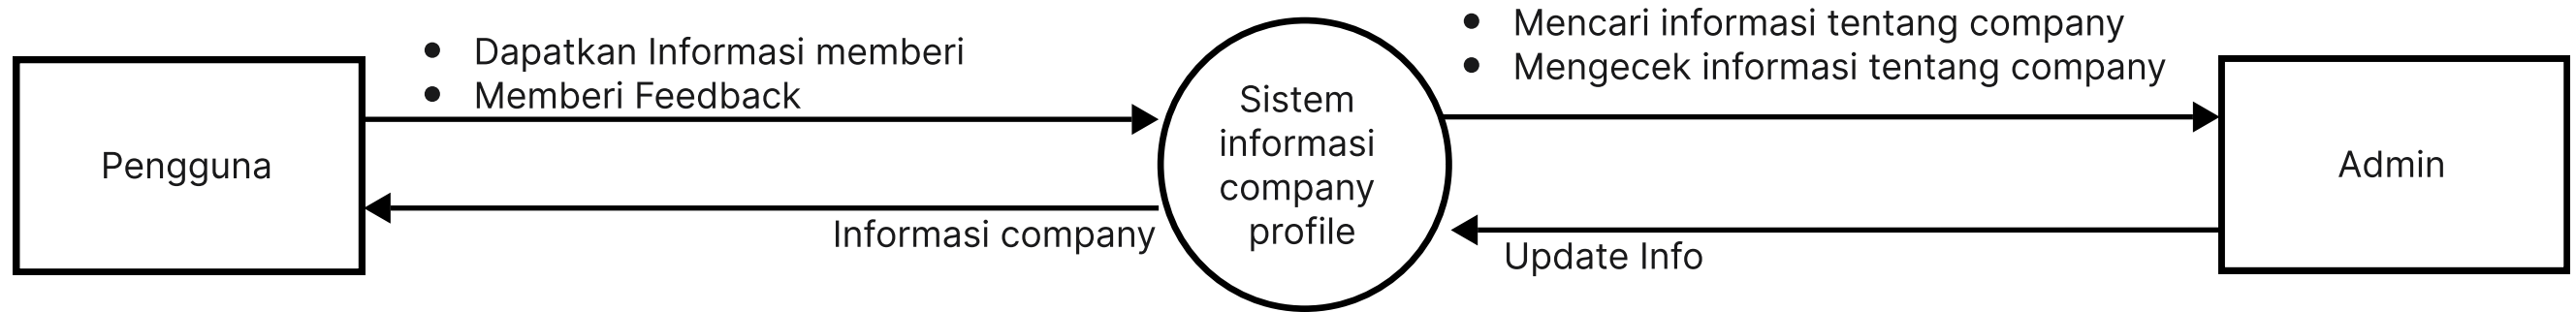 • Dapatkan Informasi memberi
• Memberi Feedback
• Mencari informasi tentang company
• Mengecek informasi tentang company
Pengguna
Sistem
informasi
company
profile
Admin
Informasi company
Update Info